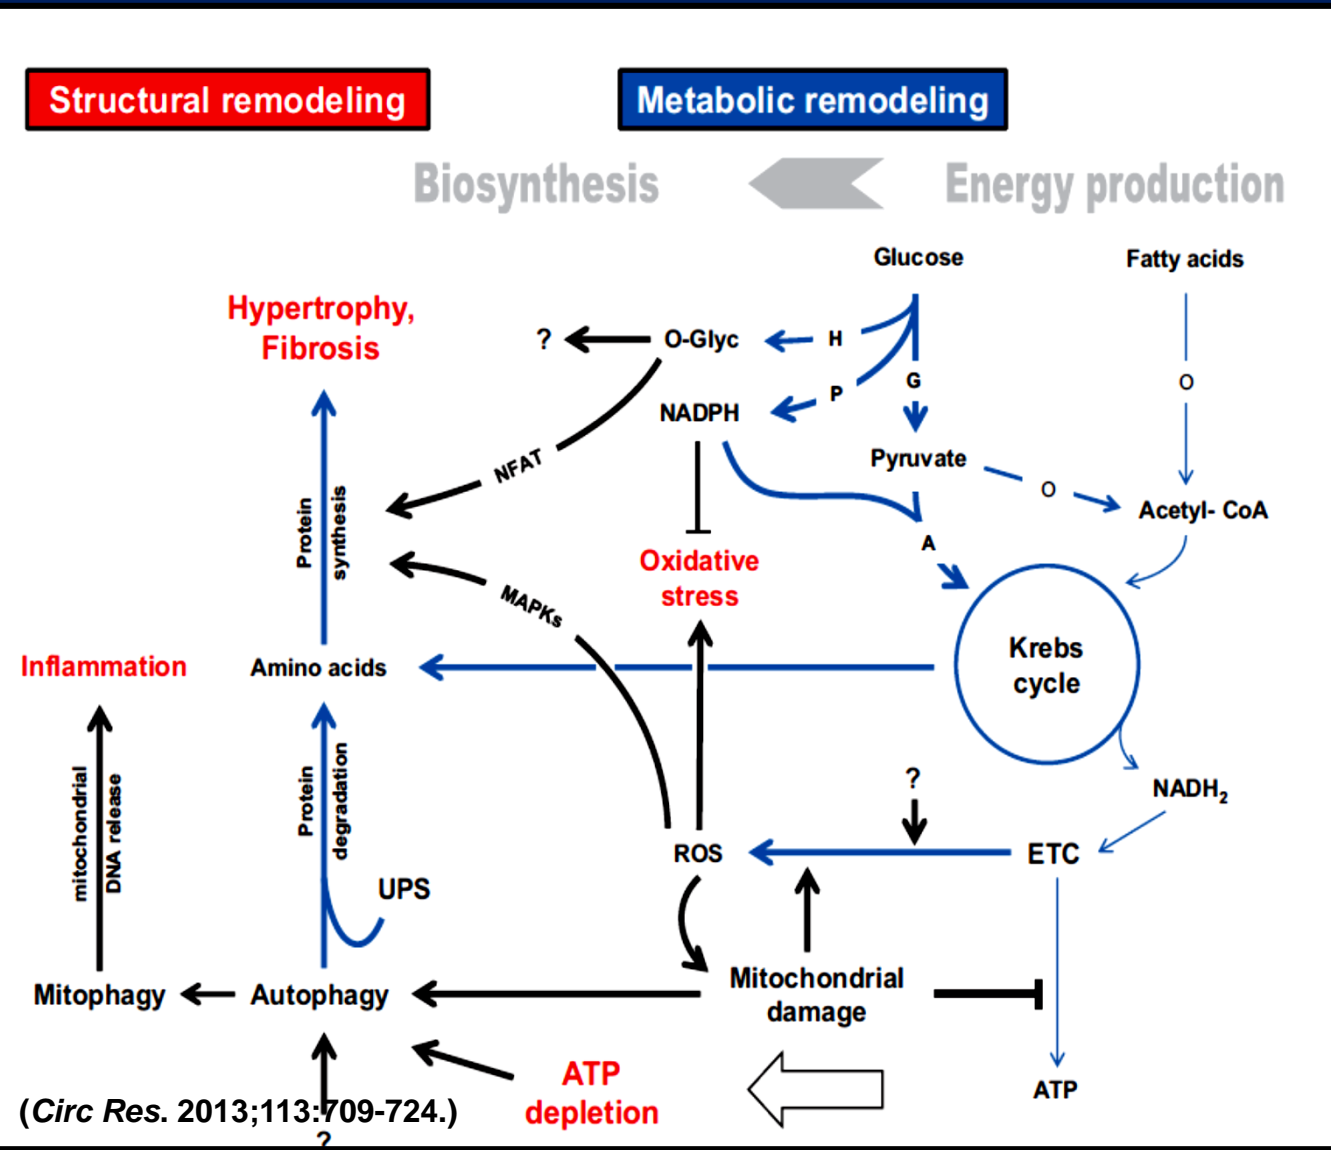 Structural remodeling
Metabolic remodeling
Biosynthesis
Energy production
Glucose
Fatty acids
Hypertrophy,
Fibrosis
?
O-Glyc
H
P
G
O
NADPH
NFAT
Pyruvate
O
Acetyl- CoA
Protein
synthesis
A
Oxidative
stress
MAPKs
Krebs
cycle
Inflammation
Amino acids
mitochondrial
DNA release
Protein
degradation
?
NADH2
ROS
ETC
UPS
Mitophagy
Autophagy
Mitochondrial
damage
ATP
depletion
ATP
(Circ Res. 2013;113:709-724.)
?